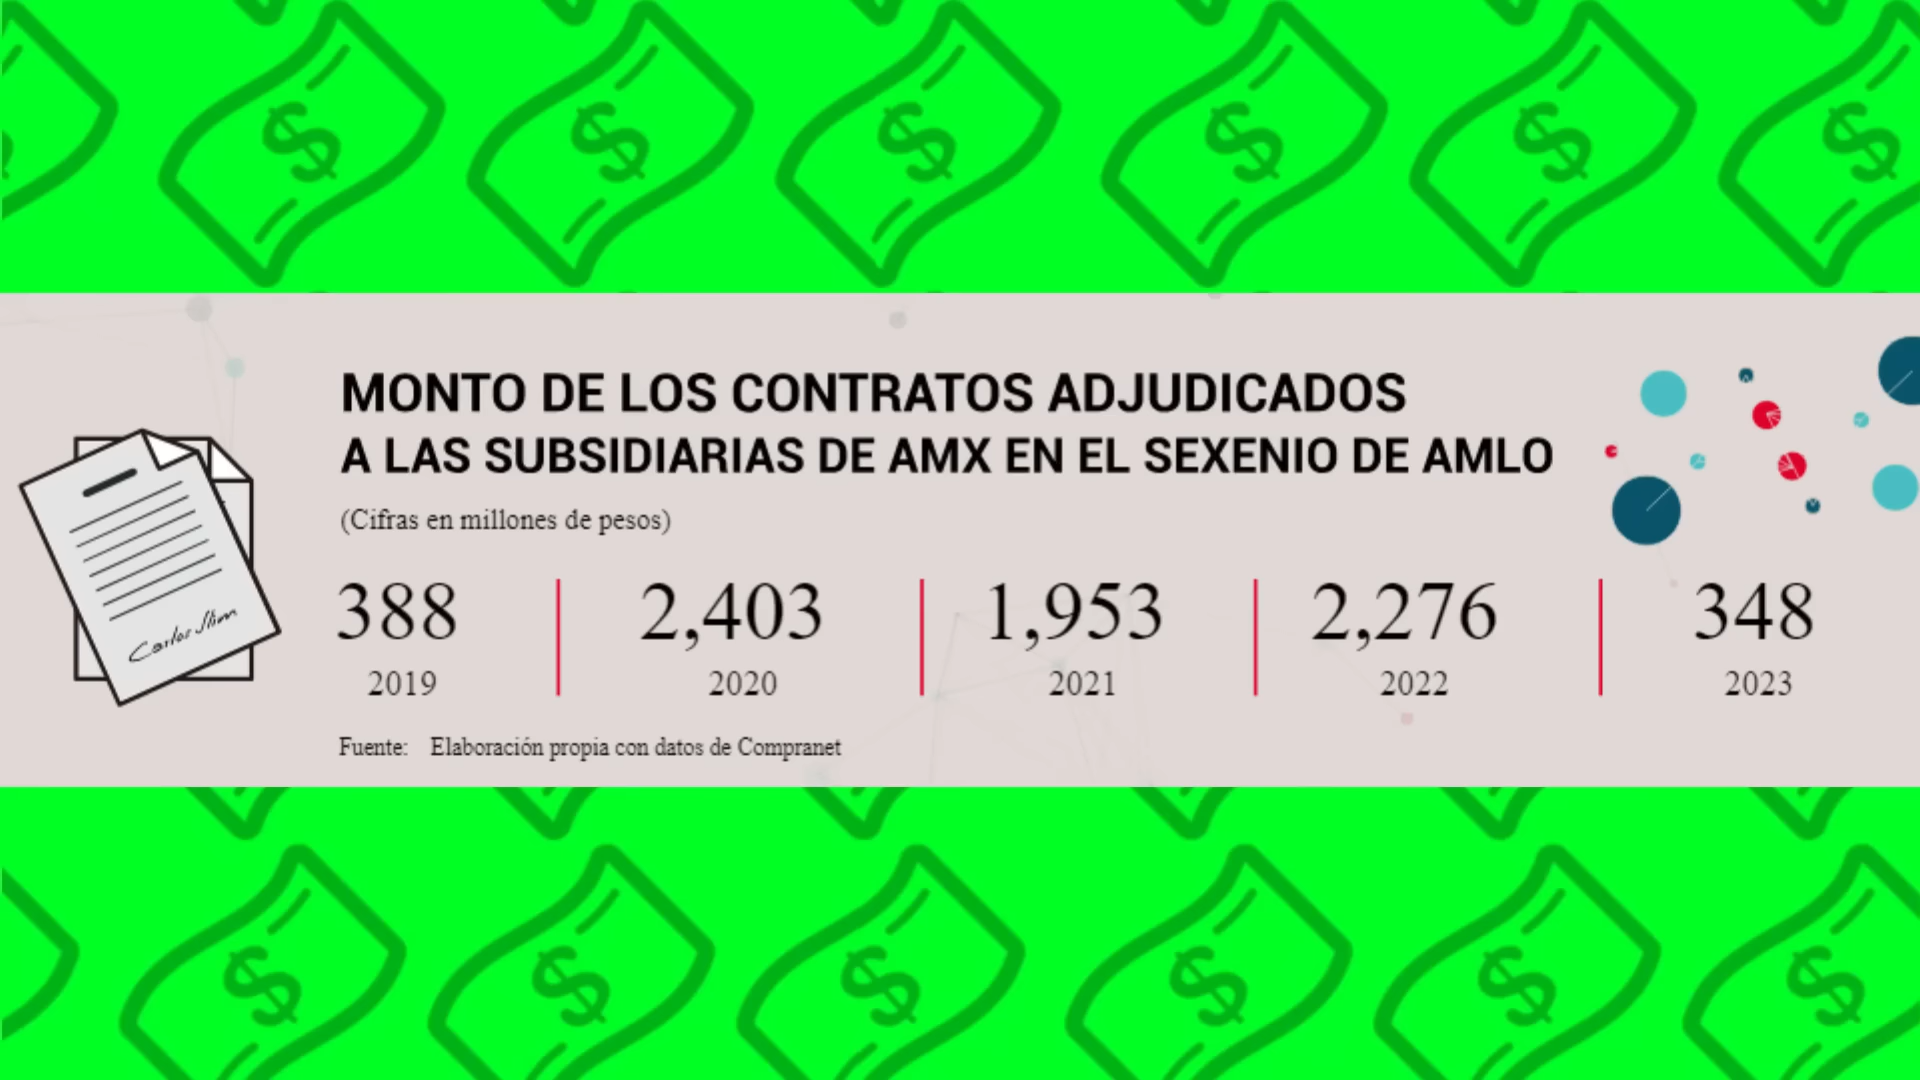 MONTO DE LOS CONTRATOS ADJUDICADOS
A LAS SUBSIDIARIAS DE AMX EN EL SEXENIO DE AMLO
(Cifras en millones de pesos)
388 2,403 1,953 2,276 348
2019 2020 2021 2022 2023
Fuente: Elaboración propia con datos de Compranet
Carlos Slim